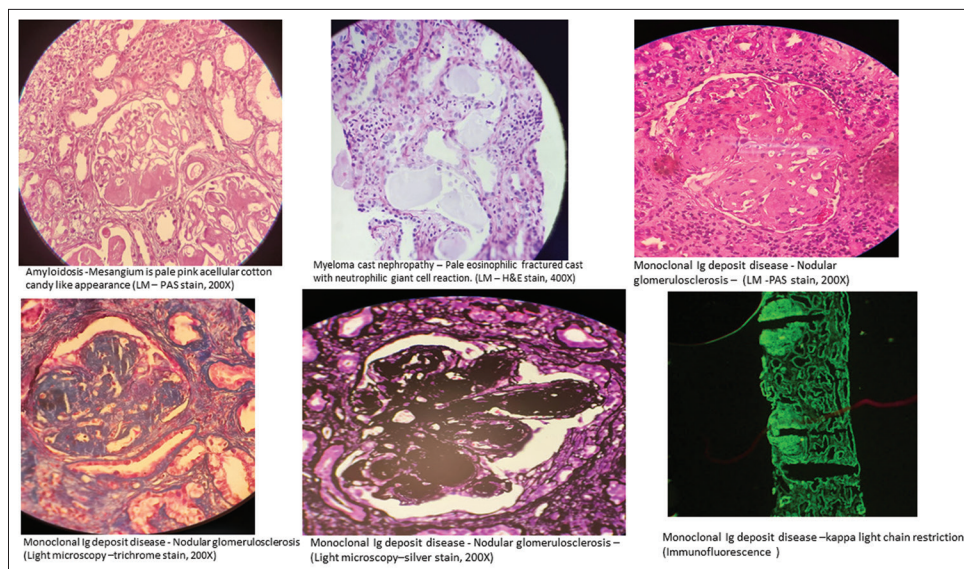 Amyloidosis -Mesangium is pale pink acellular cotton
candy like appearance (LM – PAS stain, 200X)
Myeloma cast nephropathy – Pale eosinophilic fractured cast
with neutrophilic giant cell reaction. (LM – H&E stain, 400X)
Monoclonal Ig deposit disease - Nodular
glomerulosclerosis – (LM -PAS stain, 200X)
Monoclonal Ig deposit disease - Nodular glomerulosclerosis
(Light microscopy –trichrome stain, 200X)
Monoclonal Ig deposit disease - Nodular glomerulosclerosis –
(Light microscopy–silver stain, 200X)
Monoclonal Ig deposit disease –kappa light chain restriction
(Immunofluorescence )